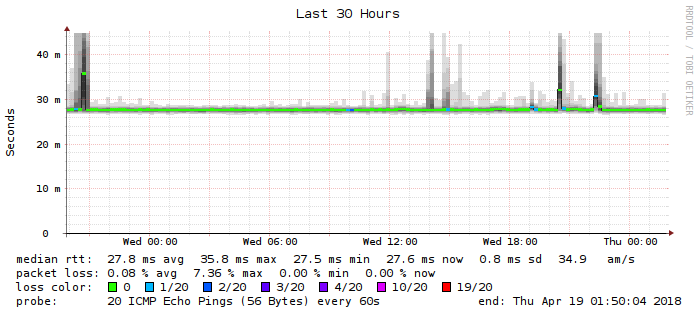 Last 30 Hours
RRDTOOL / TOBI OETIKER
Seconds
40 m
30 m
20 m
10 m
0
Wed 00:00 Wed 06:00 Wed 12:00 Wed 18:00 Thu 00:00
median rtt: 27.8 ms avg 35.8 ms max 27.5 ms min 27.6 ms now 0.8 ms sd 34.9 am/s
packet loss: 0.08 % avg 7.36 % max 0.00 % min 0.00 % now
loss color: 0 1/20 2/20 3/20 4/20 10/20 19/20
probe: 20 ICMP Echo Pings (56 Bytes) every 60s end: Thu Apr 19 01:50:04 2018